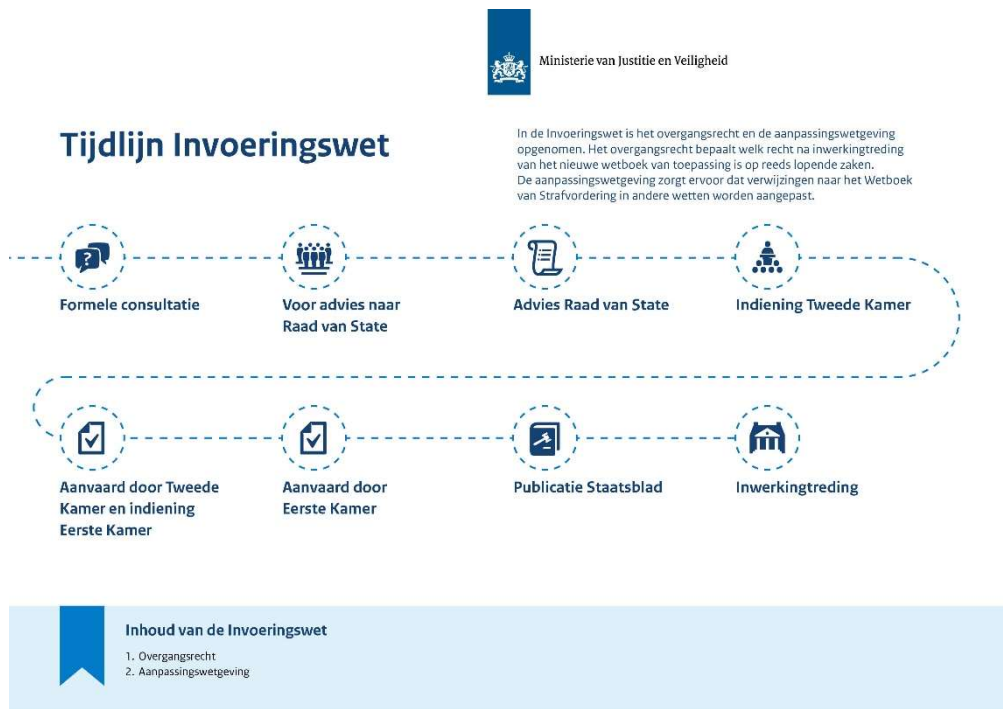 Ministerie van Justitie en Veiligheid
Tijdlijn Invoeringswet
In de Invoeringswet is het overgangsrecht en de aanpassingswetgeving
opgenomen. Het overgangsrecht bepaalt welk recht na inwerkingtreding
van het nieuwe wetboek van toepassing is op reeds lopende zaken.
De aanpassingswetgeving zorgt ervoor dat verwijzingen naar het Wetboek
van Strafvordering in andere wetten worden aangepast.
?
Formele consultatie
Voor advies naar
Raad van State
Advies Raad van State
Indiening Tweede Kamer
Aanvaard door Tweede
Kamer en indiening
Eerste Kamer
Aanvaard door
Eerste Kamer
Publicatie Staatsblad
Inwerkingtreding
Inhoud van de Invoeringswet
1. Overgangsrecht
2. Aanpassingswetgeving